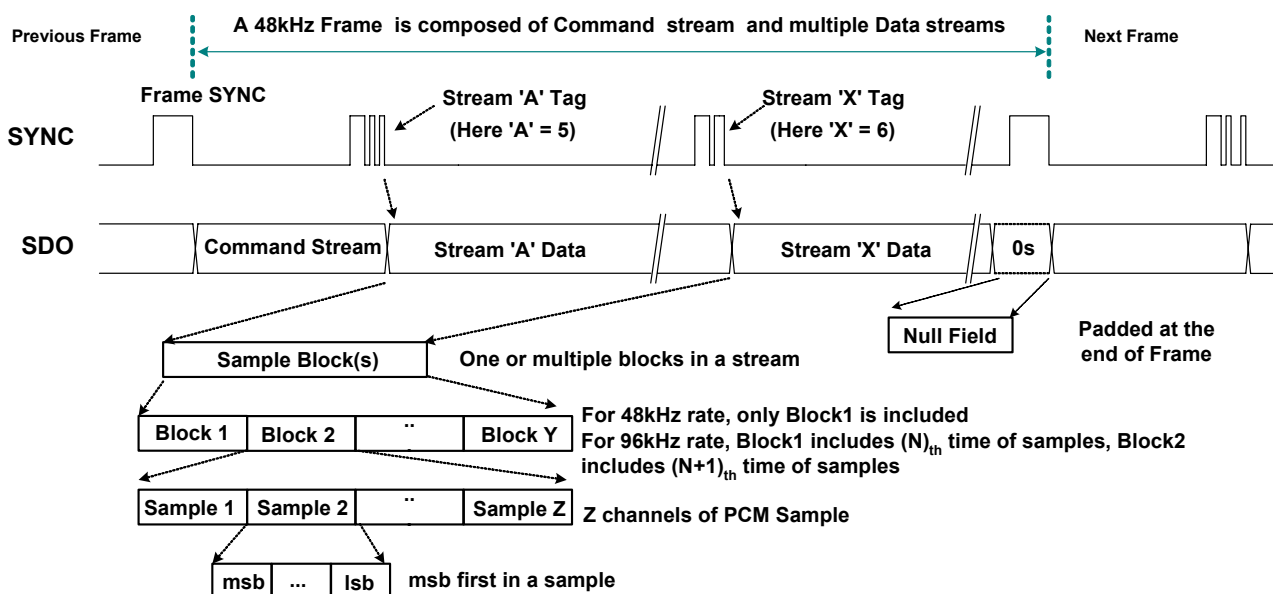 A 48kHz Frame is composed of Command stream and multiple Data streams
Previous Frame
Next Frame
Frame SYNC
Stream 'A' Tag
(Here 'A' = 5)
Stream 'X' Tag
(Here 'X' = 6)
SYNC
SDO
Command Stream
Stream 'A' Data
Stream 'X' Data
0s
Null Field
Padded at the
end of Frame
Sample Block(s)
One or multiple blocks in a stream
Block 1
Block 2
..
Block Y
For 48kHz rate, only Block1 is included
For 96kHz rate, Block1 includes (N)th time of samples, Block2
includes (N+1)th time of samples
Sample 1
Sample 2
..
Sample Z
Z channels of PCM Sample
msb
...
lsb
msb first in a sample